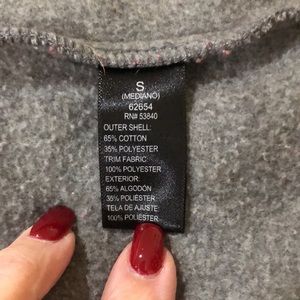 S
(MEDIANO)
62654
RN# 53840
OUTER SHELL:
65% COTTON
35% POLYESTER
TRIM FABRIC
100% POLYESTER
EXTERIOR:
65% ALGODÓN
35% POLIÉSTER
TELA DE AJUSTE
100% POLIÉSTER